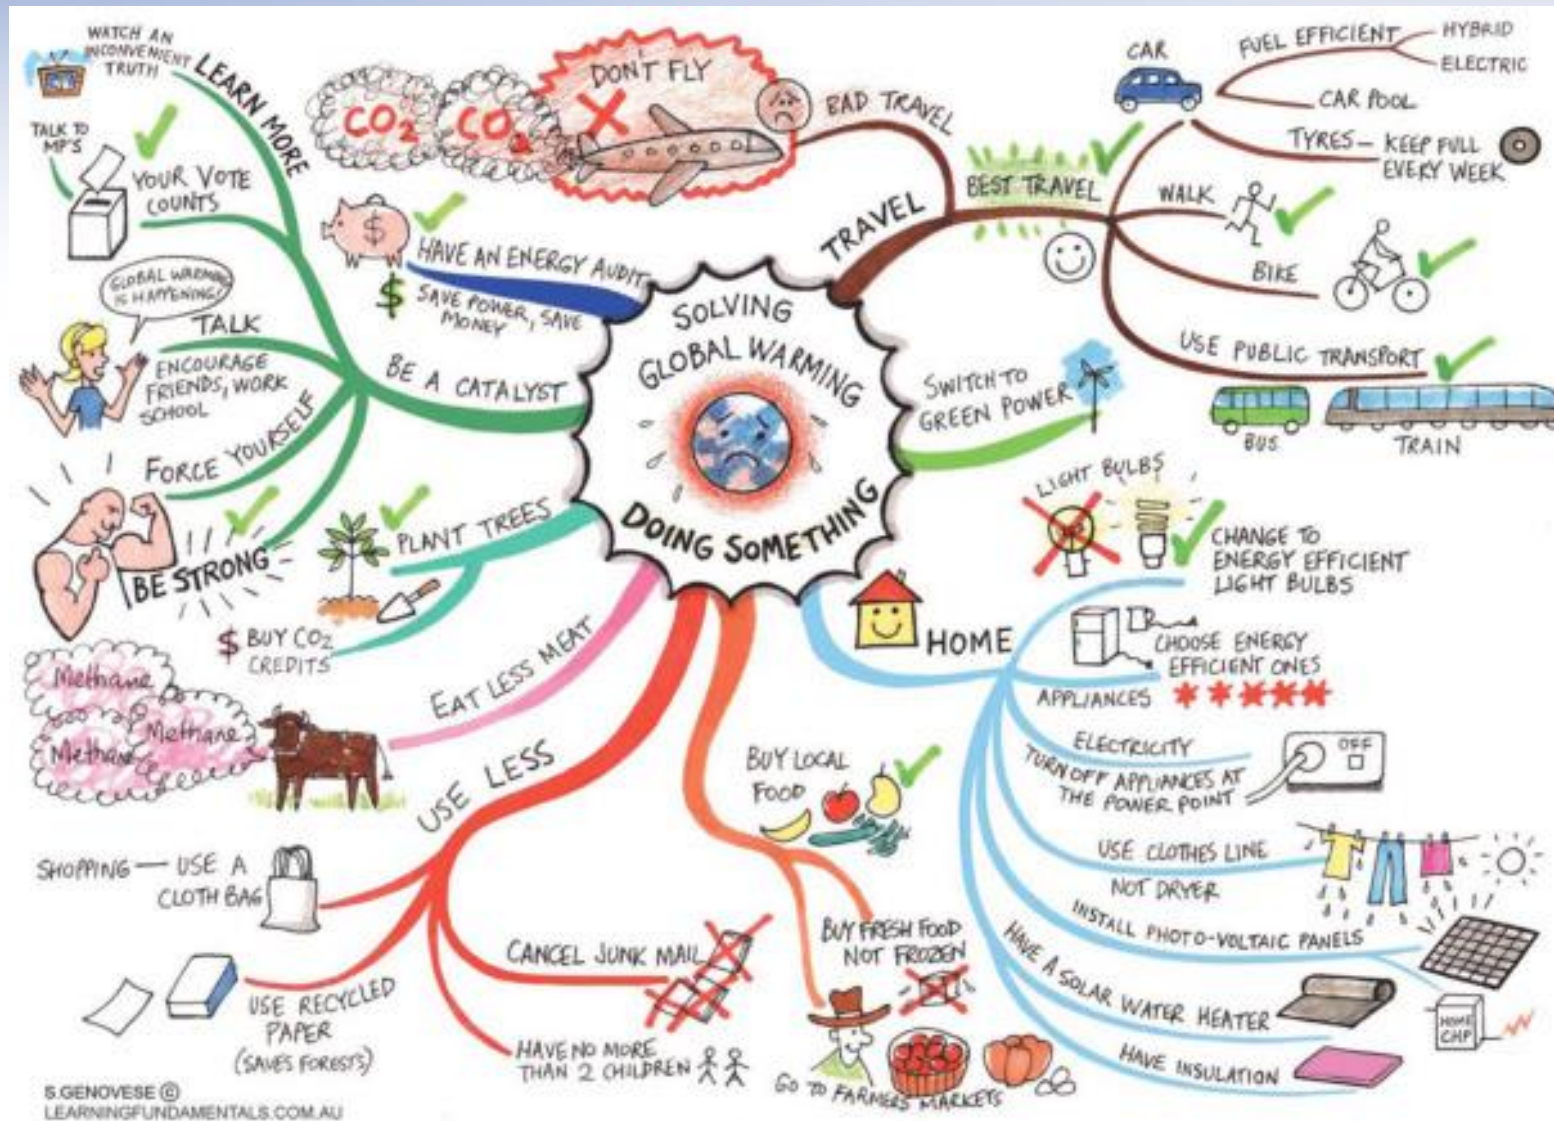 SOLVING
GLOBAL WARMING
DOING SOMETHING
TRAVEL
BAD TRAVEL
DON'T FLY
CO2
CO2
BEST TRAVEL
CAR
FUEL EFFICIENT
HYBRID
ELECTRIC
CAR POOL
TYRES — KEEP FULL
EVERY WEEK
WALK
BIKE
USE PUBLIC TRANSPORT
BUS
TRAIN
SWITCH TO
GREEN POWER
HOME
LIGHT BULBS
CHANGE TO
ENERGY EFFICIENT
LIGHT BULBS
CHOOSE ENERGY
EFFICIENT ONES
APPLIANCES
ELECTRICITY
TURN OFF APPLIANCES AT
THE POWER POINT
OFF
USE CLOTHES LINE
NOT DRYER
INSTALL PHOTO-VOLTAIC PANELS
HOME
CHP
HAVE A SOLAR WATER HEATER
HAVE INSULATION
BUY LOCAL
FOOD
BUY FRESH FOOD
NOT FROZEN
GO TO FARMERS MARKETS
USE LESS
SHOPPING — USE A
CLOTH BAG
USE RECYCLED
PAPER
(SAVES FORESTS)
CANCEL JUNK MAIL
HAVE NO MORE
THAN 2 CHILDREN
EAT LESS MEAT
Methane
Methane
Methane
PLANT TREES
$ BUY CO2
CREDITS
BE A CATALYST
LEARN MORE
WATCH AN
INCONVENIENT
TRUTH
TALK TO
MP'S
YOUR VOTE
COUNTS
GLOBAL WARMING
IS HAPPENING!
TALK
ENCOURAGE
FRIENDS, WORK
SCHOOL
FORCE YOURSELF
BE STRONG
HAVE AN ENERGY AUDIT
$
$ SAVE POWER, SAVE
MONEY
S.GENOVESE ©
LEARNINGFUNDAMENTALS.COM.AU